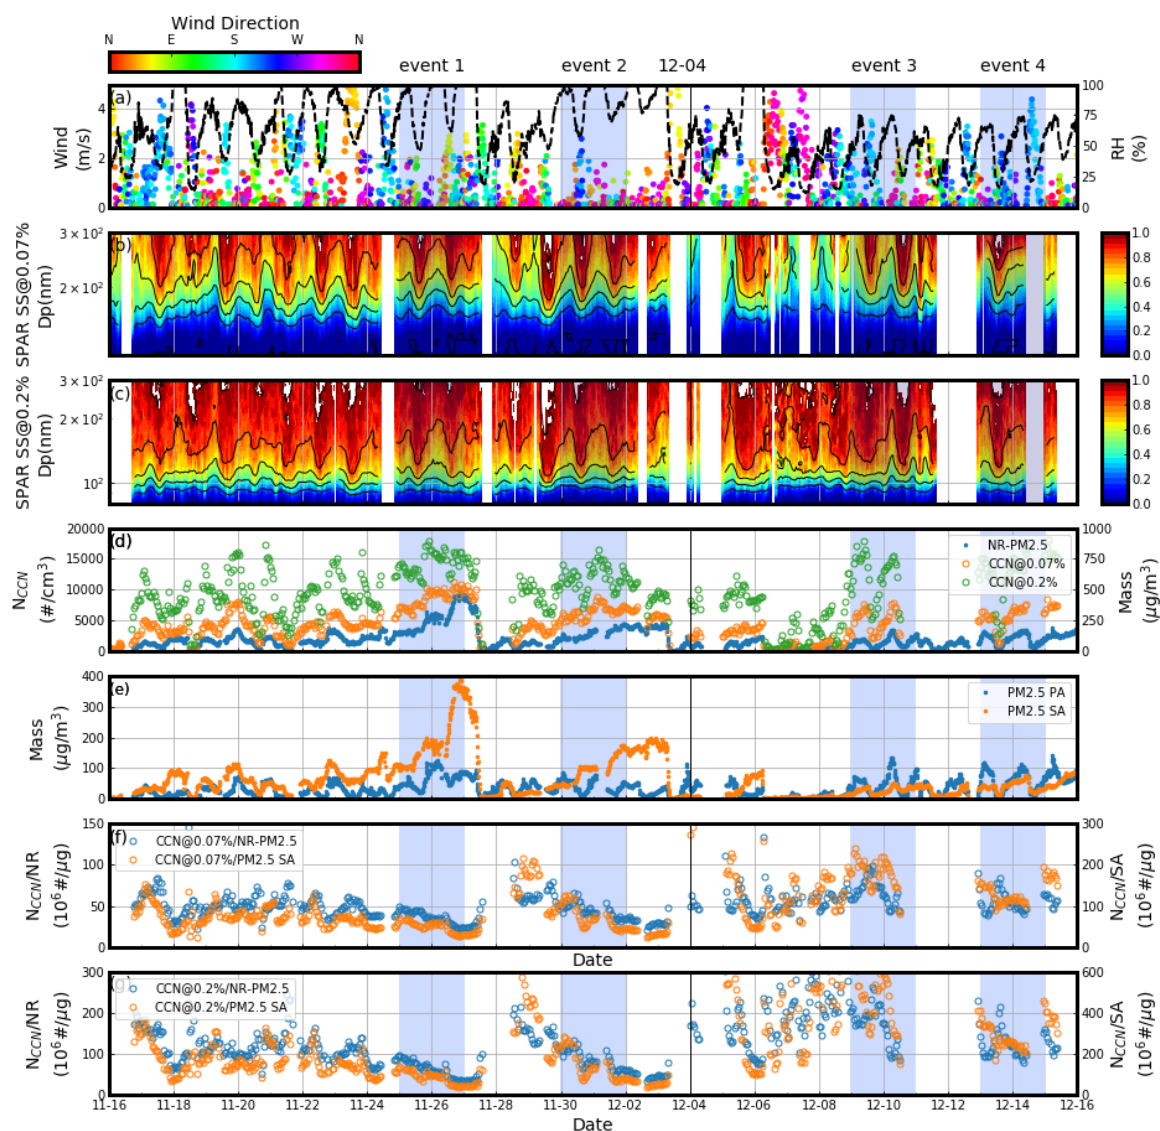 Wind Direction
N E S W N
event 1 event 2 12-04 event 3 event 4
(a)
Wind
(m/s)
4
2
0
100
75
50
25
0
RH
(%)
(b)
SPAR SS@0.07%
Dp(nm)
3 × 10²
2 × 10²
1.0
0.8
0.6
0.4
0.2
0.0
(c)
SPAR SS@0.2%
Dp(nm)
3 × 10²
2 × 10²
10²
1.0
0.8
0.6
0.4
0.2
0.0
(d)
N_CCN
(#/cm3)
20000
15000
10000
5000
0
NR-PM2.5
CCN@0.07%
CCN@0.2%
1000
750
500
250
0
Mass
(μg/m³)
(e)
Mass
(μg/m³)
400
300
200
100
0
PM2.5 PA
PM2.5 SA
(f)
N_CCN/NR
(10⁶#/μg)
150
100
50
0
CCN@0.07%/NR-PM2.5
CCN@0.07%/PM2.5 SA
300
200
100
0
N_CCN/SA
(10⁶#/μg)
Date
(g)
N_CCN/NR
(10⁶#/μg)
300
200
100
0
CCN@0.2%/NR-PM2.5
CCN@0.2%/PM2.5 SA
600
400
200
0
N_CCN/SA
(10⁶#/μg)
11-16 11-18 11-20 11-22 11-24 11-26 11-28 11-30 12-02 12-04 12-06 12-08 12-10 12-12 12-14 12-16
Date